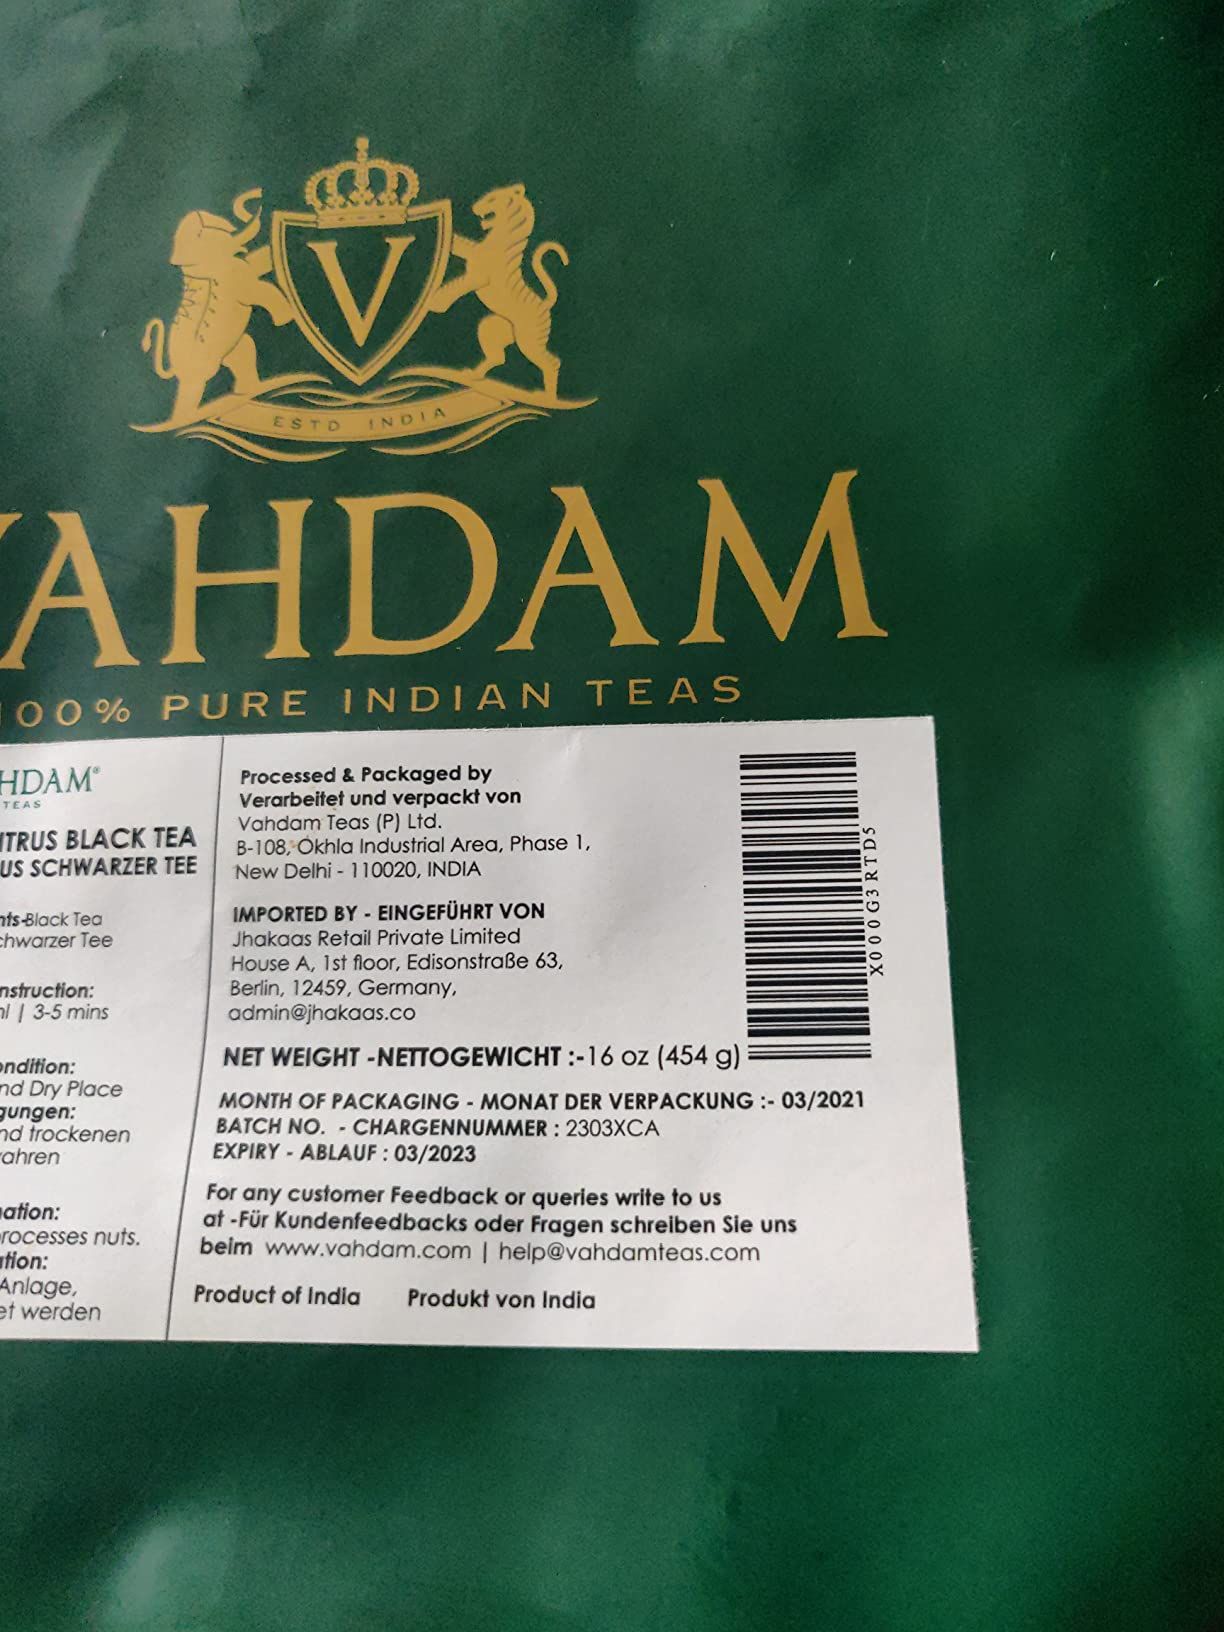 V
ESTD INDIA
VAHDAM
100% PURE INDIAN TEAS
HDAM®
TEAS
ITRUS BLACK TEA
US SCHWARZER TEE
nts-Black Tea
chwarzer Tee
nstruction:
ml | 3-5 mins
ondition:
nd Dry Place
gungen:
nd trockenen
ahren
ation:
rocesses nuts.
ation:
Anlage,
et werden
Processed & Packaged by
Verarbeitet und verpackt von
Vahdam Teas (P) Ltd.
B-108, Okhla Industrial Area, Phase 1,
New Delhi - 110020, INDIA
IMPORTED BY - EINGEFÜHRT VON
Jhakaas Retail Private Limited
House A, 1st floor, Edisonstraße 63,
Berlin, 12459, Germany,
admin@jhakaas.co
NET WEIGHT -NETTOGEWICHT :-16 oz (454 g)
MONTH OF PACKAGING - MONAT DER VERPACKUNG :- 03/2021
BATCH NO. - CHARGENNUMMER : 2303XCA
EXPIRY - ABLAUF : 03/2023
For any customer Feedback or queries write to us
at -Für Kundenfeedbacks oder Fragen schreiben Sie uns
beim www.vahdam.com | help@vahdamteas.com
Product of India Produkt von India
X000G3RTD5